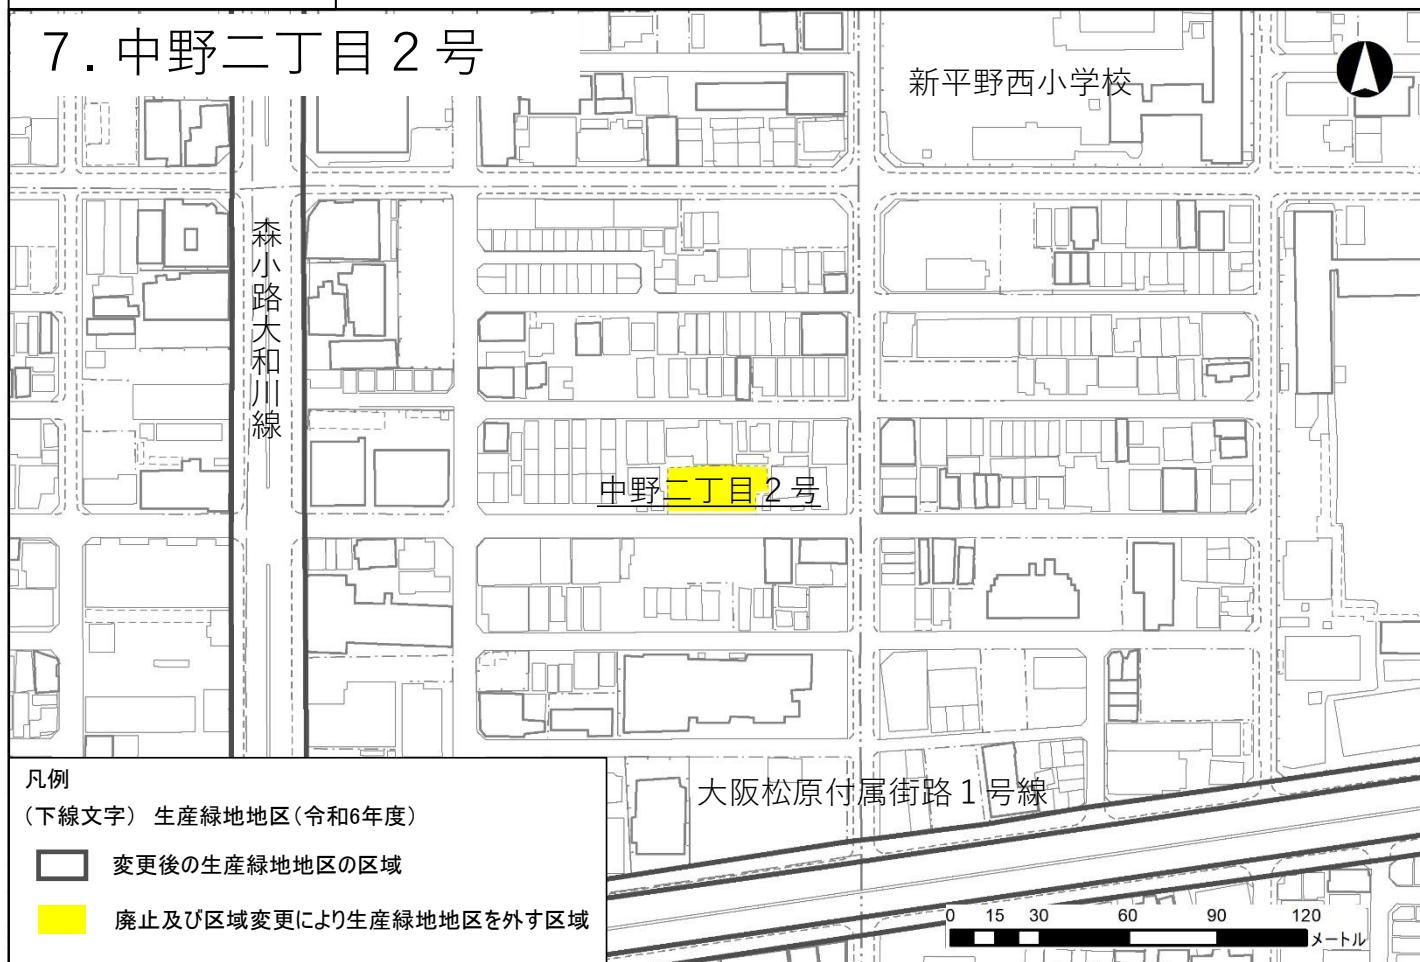 7. 中野二丁目2号
新平野西小学校
森小路大和川線
中野二丁目2号
大阪松原付属街路1号線
凡例
(下線文字) 生産緑地地区(令和6年度)
変更後の生産緑地地区の区域
廃止及び区域変更により生産緑地地区を外す区域
0 15 30 60 90 120
メートル